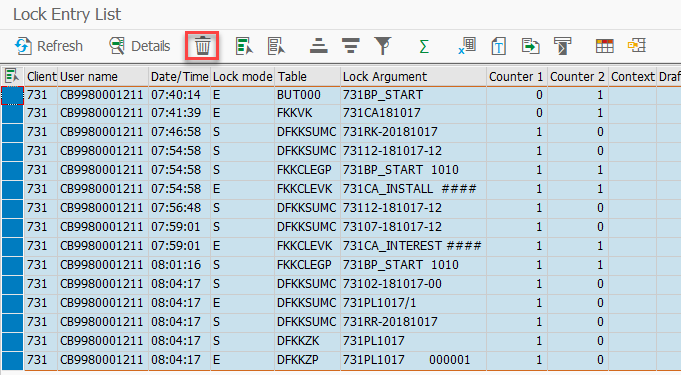 Lock Entry List
Refresh Details
Client User name Date/Time Lock mode Table Lock Argument Counter 1 Counter 2 Context Draf
731 CB9980001211 07:40:14 E BUT000 731BP_START 0 1
731 CB9980001211 07:41:39 E FKKVK 731CA181017 0 1
731 CB9980001211 07:46:58 S DFKKSUMC 731RK-20181017 1 0
731 CB9980001211 07:54:58 S DFKKSUMC 73112-181017-12 1 0
731 CB9980001211 07:54:58 S FKKCLEGP 731BP_START 1010 1 1
731 CB9980001211 07:54:58 E FKKCLEVK 731CA_INSTALL #### 1 1
731 CB9980001211 07:56:48 S DFKKSUMC 73112-181017-12 1 0
731 CB9980001211 07:59:01 S DFKKSUMC 73107-181017-12 1 0
731 CB9980001211 07:59:01 E FKKCLEVK 731CA_INTEREST #### 1 1
731 CB9980001211 08:01:16 S FKKCLEGP 731BP_START 1010 1 1
731 CB9980001211 08:04:17 S DFKKSUMC 73102-181017-00 1 0
731 CB9980001211 08:04:17 E DFKKSUMC 731PL1017/1 1 0
731 CB9980001211 08:04:17 S DFKKSUMC 731RR-20181017 1 0
731 CB9980001211 08:04:17 S DFKKZK 731PL1017 1 0
731 CB9980001211 08:04:17 E DFKKZP 731PL1017 000001 1 0